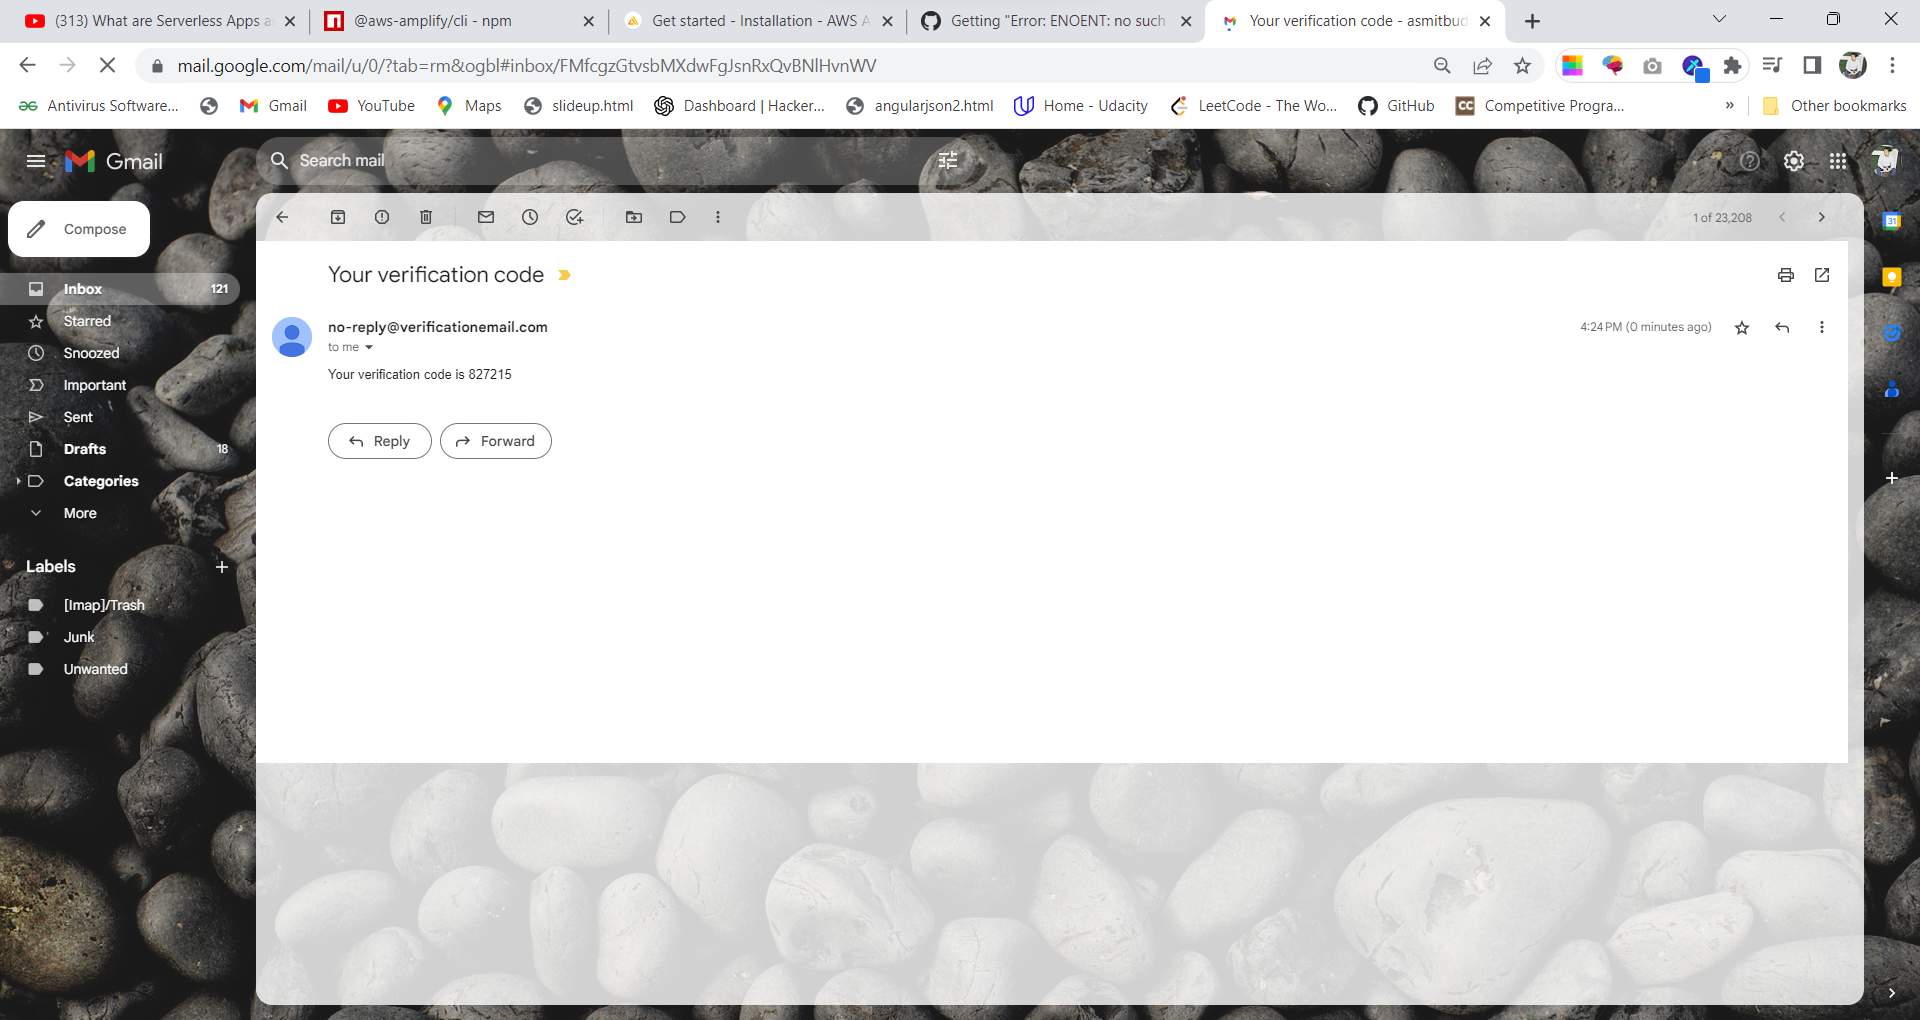 (313) What are Serverless Apps a
@aws-amplify/cli - npm
Get started - Installation - AWS A
Getting "Error: ENOENT: no such
Your verification code - asmitbud
mail.google.com/mail/u/0/?tab=rm&ogbl#inbox/FMfcgzGtvsbMXdwFgJsnRxQvBNlHvnWV
Antivirus Software...
Gmail
YouTube
Maps
slideup.html
Dashboard | Hacker...
angularjson2.html
Home - Udacity
LeetCode - The Wo...
GitHub
CC
Competitive Progra...
»
Other bookmarks
Gmail
Search mail
Compose
1 of 23,208
31
Inbox 121
Starred
Snoozed
Important
Sent
Drafts 18
Categories
More
Labels
[Imap]/Trash
Junk
Unwanted
Your verification code
no-reply@verificationemail.com
4:24 PM (0 minutes ago)
to me
Your verification code is 827215
Reply
Forward